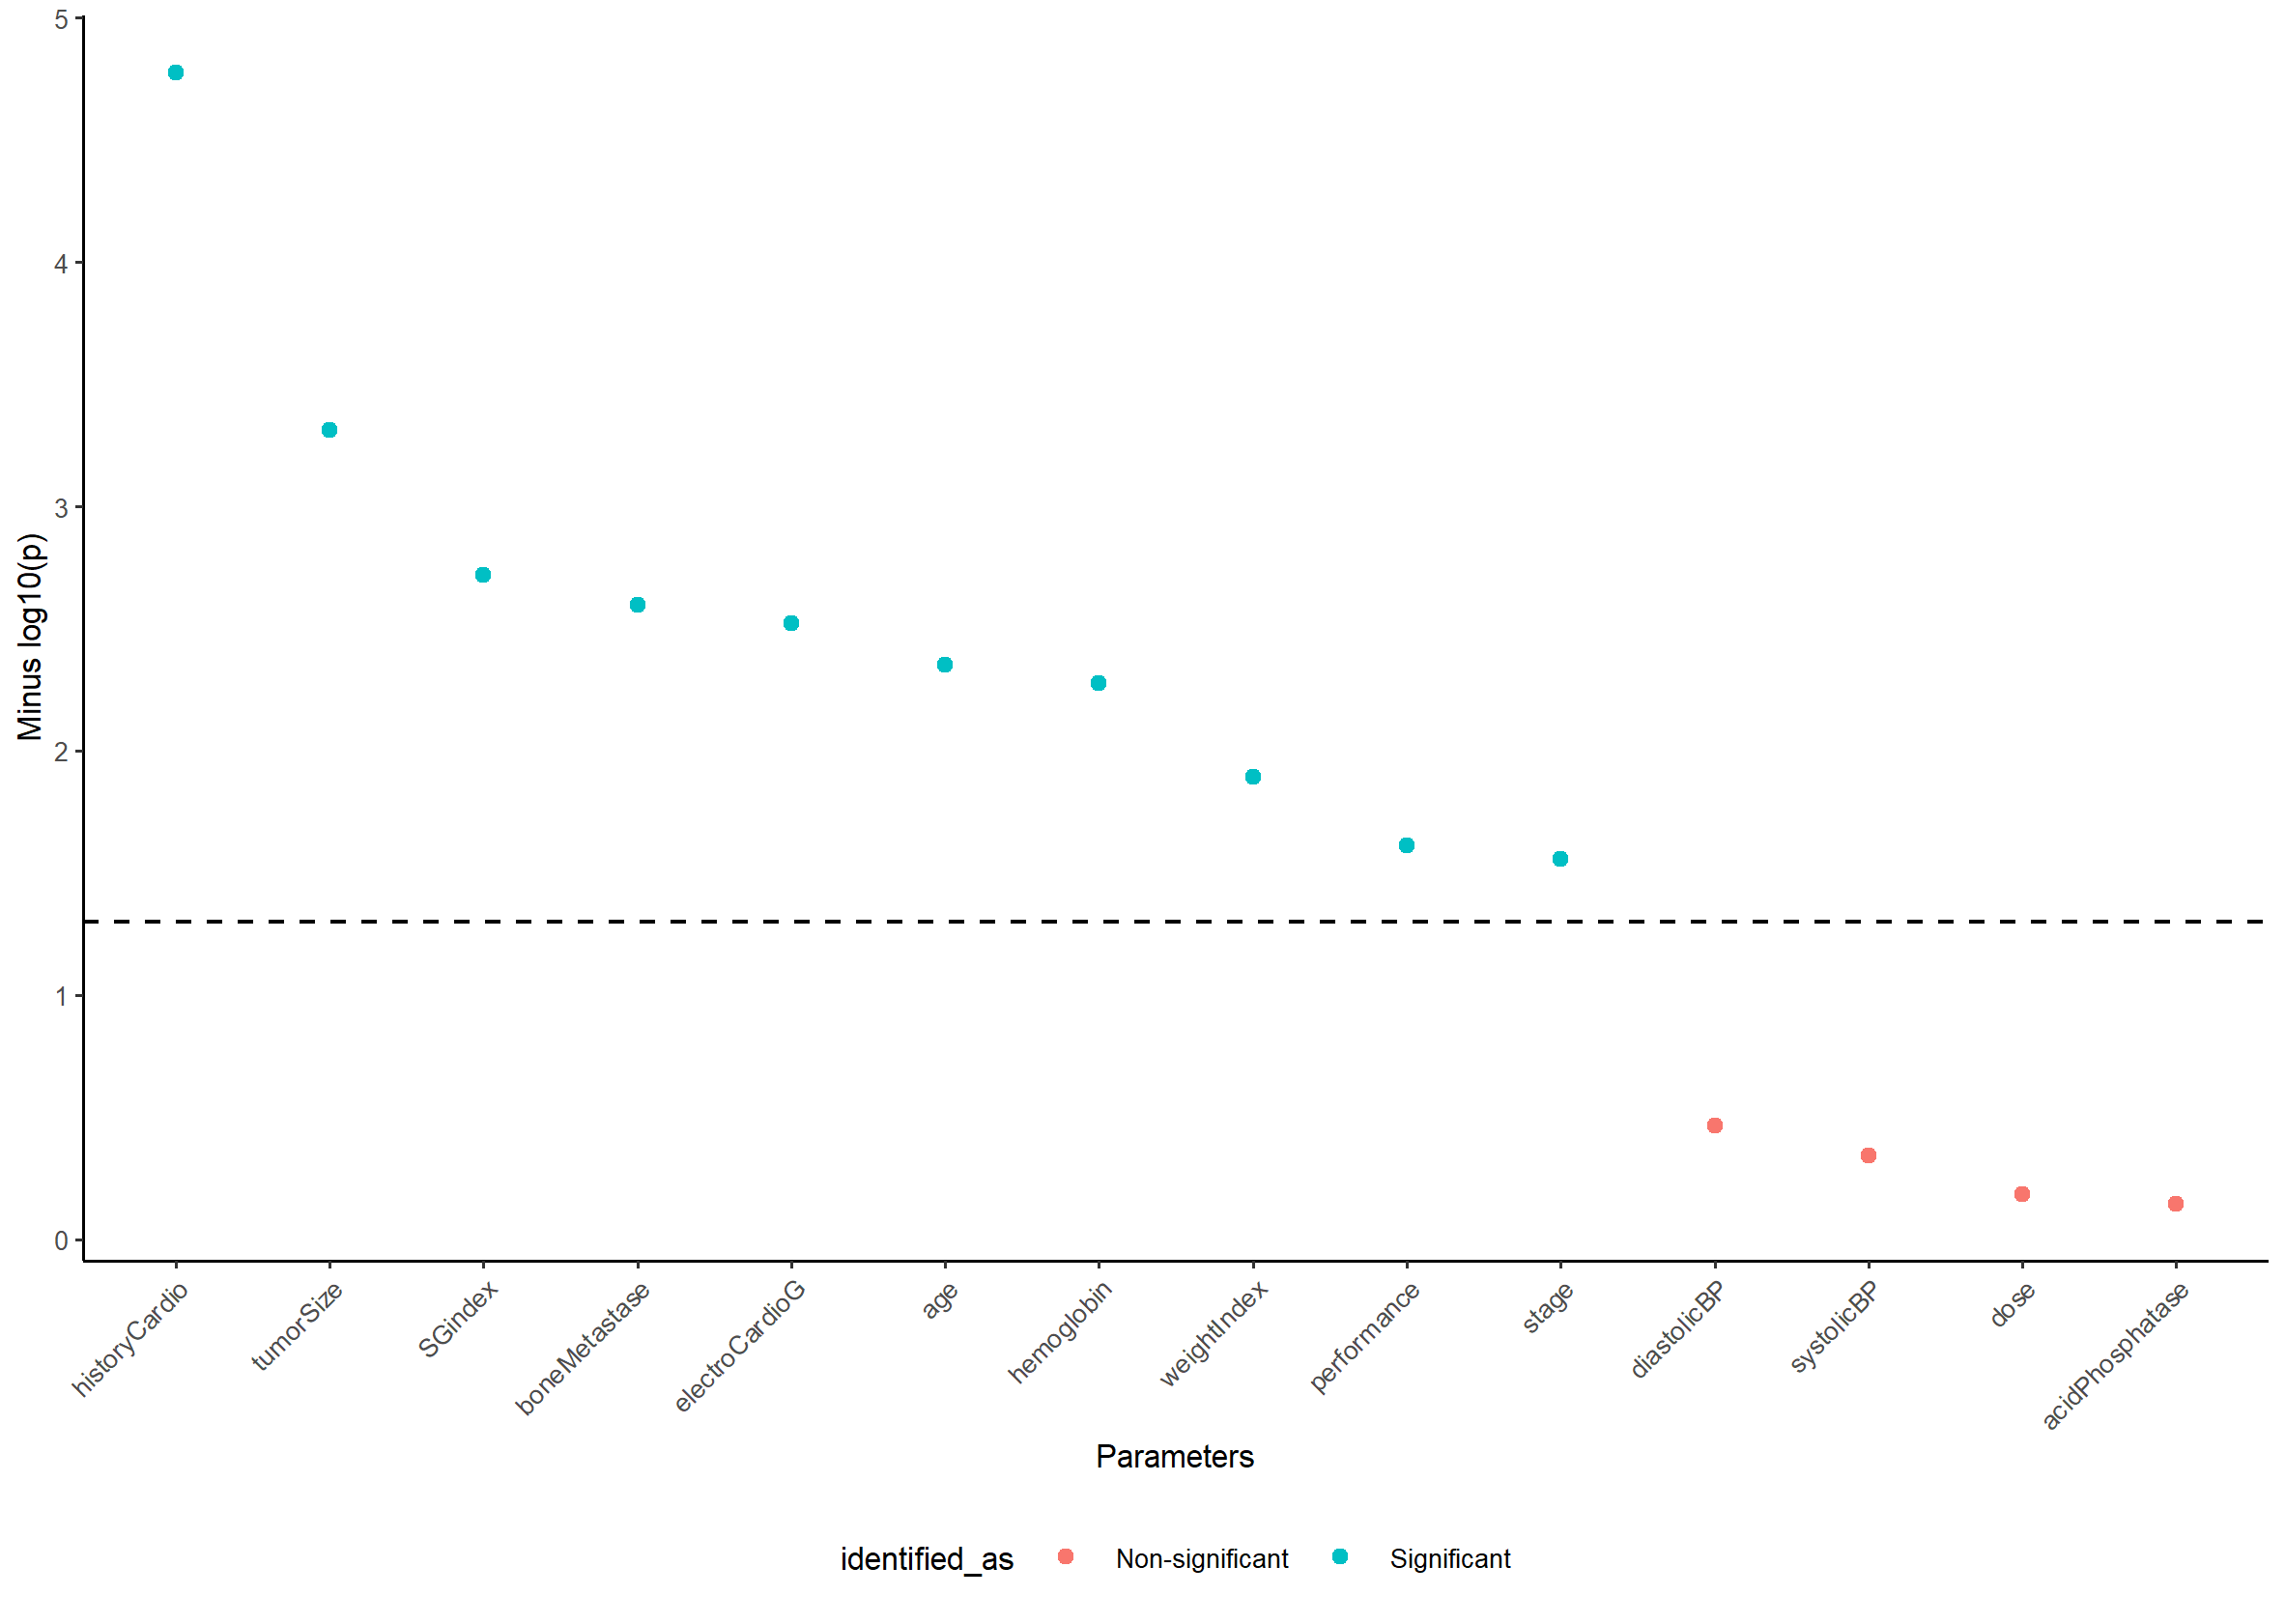 5
4
3
2
1
0
Minus log10(p)
historyCardio
tumorSize
SGindex
boneMetastase
electroCardioG
age
hemoglobin
weightIndex
performance
stage
diastolicBP
systolicBP
dose
acidPhosphatase
Parameters
identified_as Non-significant Significant